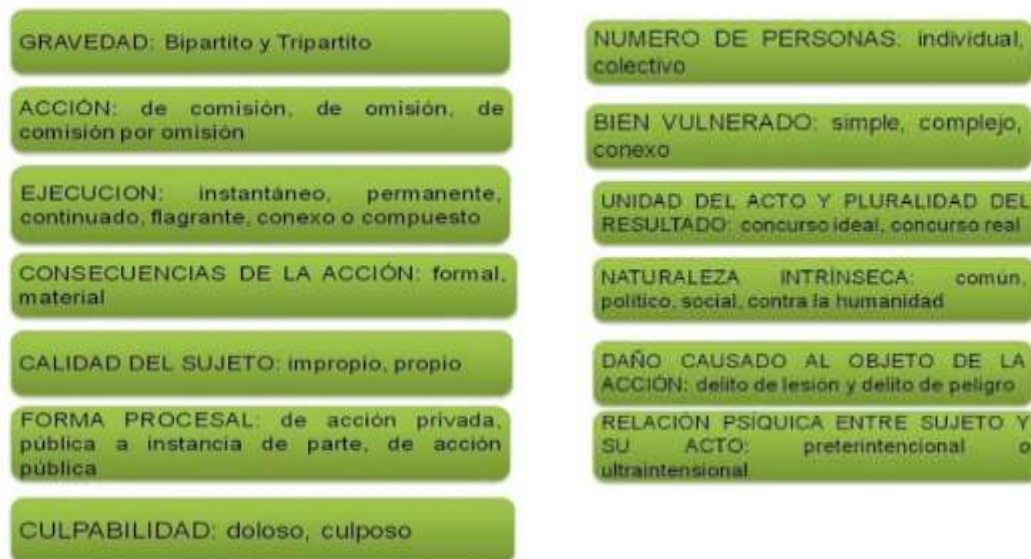 GRAVEDAD: Bipartito y Tripartito
ACCIÓN: de comisión, de omisión, de
comisión por omisión
EJECUCION: instantáneo, permanente,
continuado, flagrante, conexo o compuesto
CONSECUENCIAS DE LA ACCIÓN: formal,
material
CALIDAD DEL SUJETO: impropio, propio
FORMA PROCESAL: de acción privada,
pública a instancia de parte, de acción
pública
CULPABILIDAD: doloso, culposo
NUMERO DE PERSONAS: individual,
colectivo
BIEN VULNERADO: simple, complejo,
conexo
UNIDAD DEL ACTO Y PLURALIDAD DEL
RESULTADO: concurso ideal, concurso real
NATURALEZA INTRÍNSECA: común,
político, social, contra la humanidad
DAÑO CAUSADO AL OBJETO DE LA
ACCIÓN: delito de lesión y delito de peligro
RELACIÓN PSIQUICA ENTRE SUJETO Y
SU ACTO: preterintencional o
ultraintensional